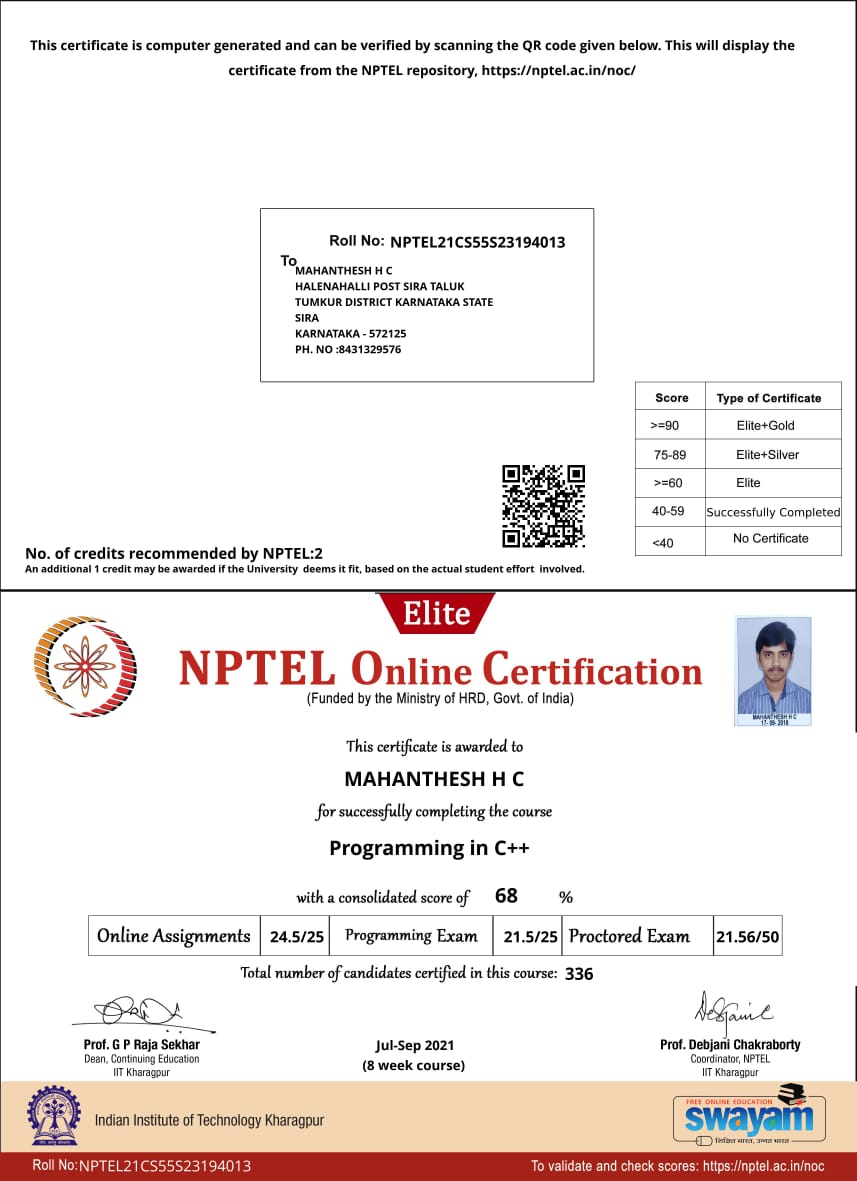 This certificate is computer generated and can be verified by scanning the QR code given below. This will display the
certificate from the NPTEL repository, https://nptel.ac.in/noc/
Roll No: NPTEL21CS55S23194013
To
MAHANTHESH H C
HALENAHALLI POST SIRA TALUK
TUMKUR DISTRICT KARNATAKA STATE
SIRA
KARNATAKA - 572125
PH. NO :8431329576
Score Type of Certificate
>=90 Elite+Gold
75-89 Elite+Silver
>=60 Elite
40-59 Successfully Completed
<40 No Certificate
No. of credits recommended by NPTEL:2
An additional 1 credit may be awarded if the University deems it fit, based on the actual student effort involved.
Elite
NPTEL Online Certification
(Funded by the Ministry of HRD, Govt. of India)
MAHANTHESH H C
17- 09- 2018
This certificate is awarded to
MAHANTHESH H C
for successfully completing the course
Programming in C++
with a consolidated score of 68 %
Online Assignments 24.5/25 Programming Exam 21.5/25 Proctored Exam 21.56/50
Total number of candidates certified in this course: 336
Prof. G P Raja Sekhar
Dean, Continuing Education
IIT Kharagpur
Jul-Sep 2021
(8 week course)
Prof. Debjani Chakraborty
Coordinator, NPTEL
IIT Kharagpur
Indian Institute of Technology Kharagpur
FREE ONLINE EDUCATION
swayam
शिक्षित भारत, उन्नत भारत
Roll No:NPTEL21CS55S23194013
To validate and check scores: https://nptel.ac.in/noc